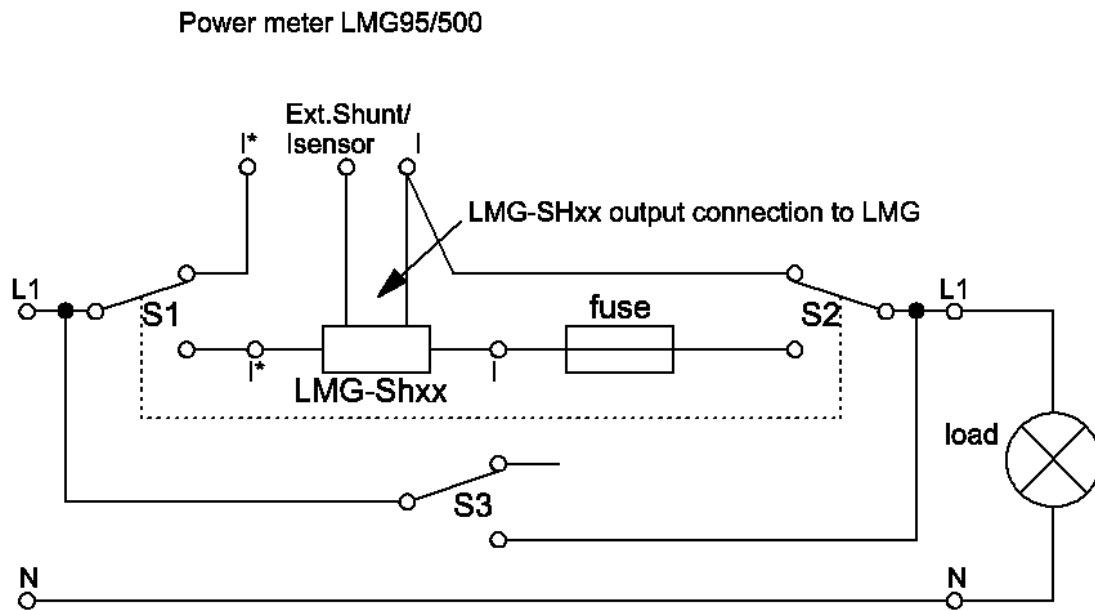 Power meter LMG95/500
Ext.Shunt/
I*
Isensor
I
LMG-SHxx output connection to LMG
L1
S1
fuse
S2
L1
I*
I
LMG-Shxx
load
S3
N
N